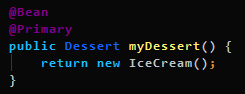 @Bean
@Primary
public Dessert myDessert() {
    return new IceCream();
}